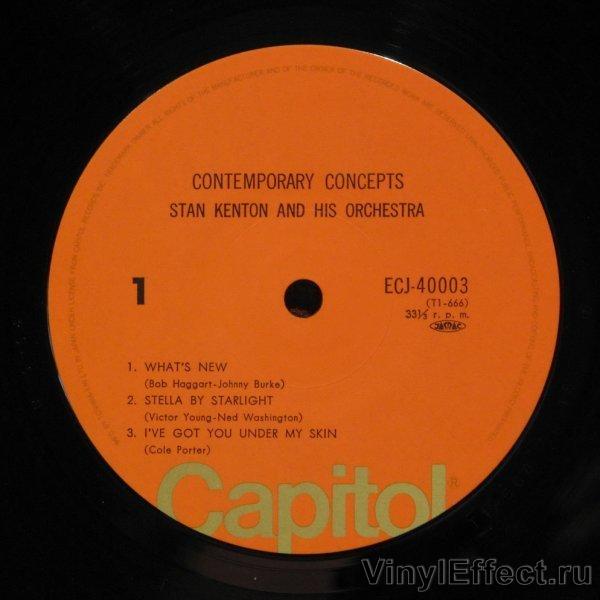 CONTEMPORARY CONCEPTS
STAN KENTON AND HIS ORCHESTRA
1
ECJ-40003
(T1-666)
33⅓ r. p. m.
1. WHAT'S NEW
(Bob Haggart-Johnny Burke)
2. STELLA BY STARLIGHT
(Victor Young-Ned Washington)
3. I'VE GOT YOU UNDER MY SKIN
(Cole Porter)
Capitol®
VinylEffect.ru